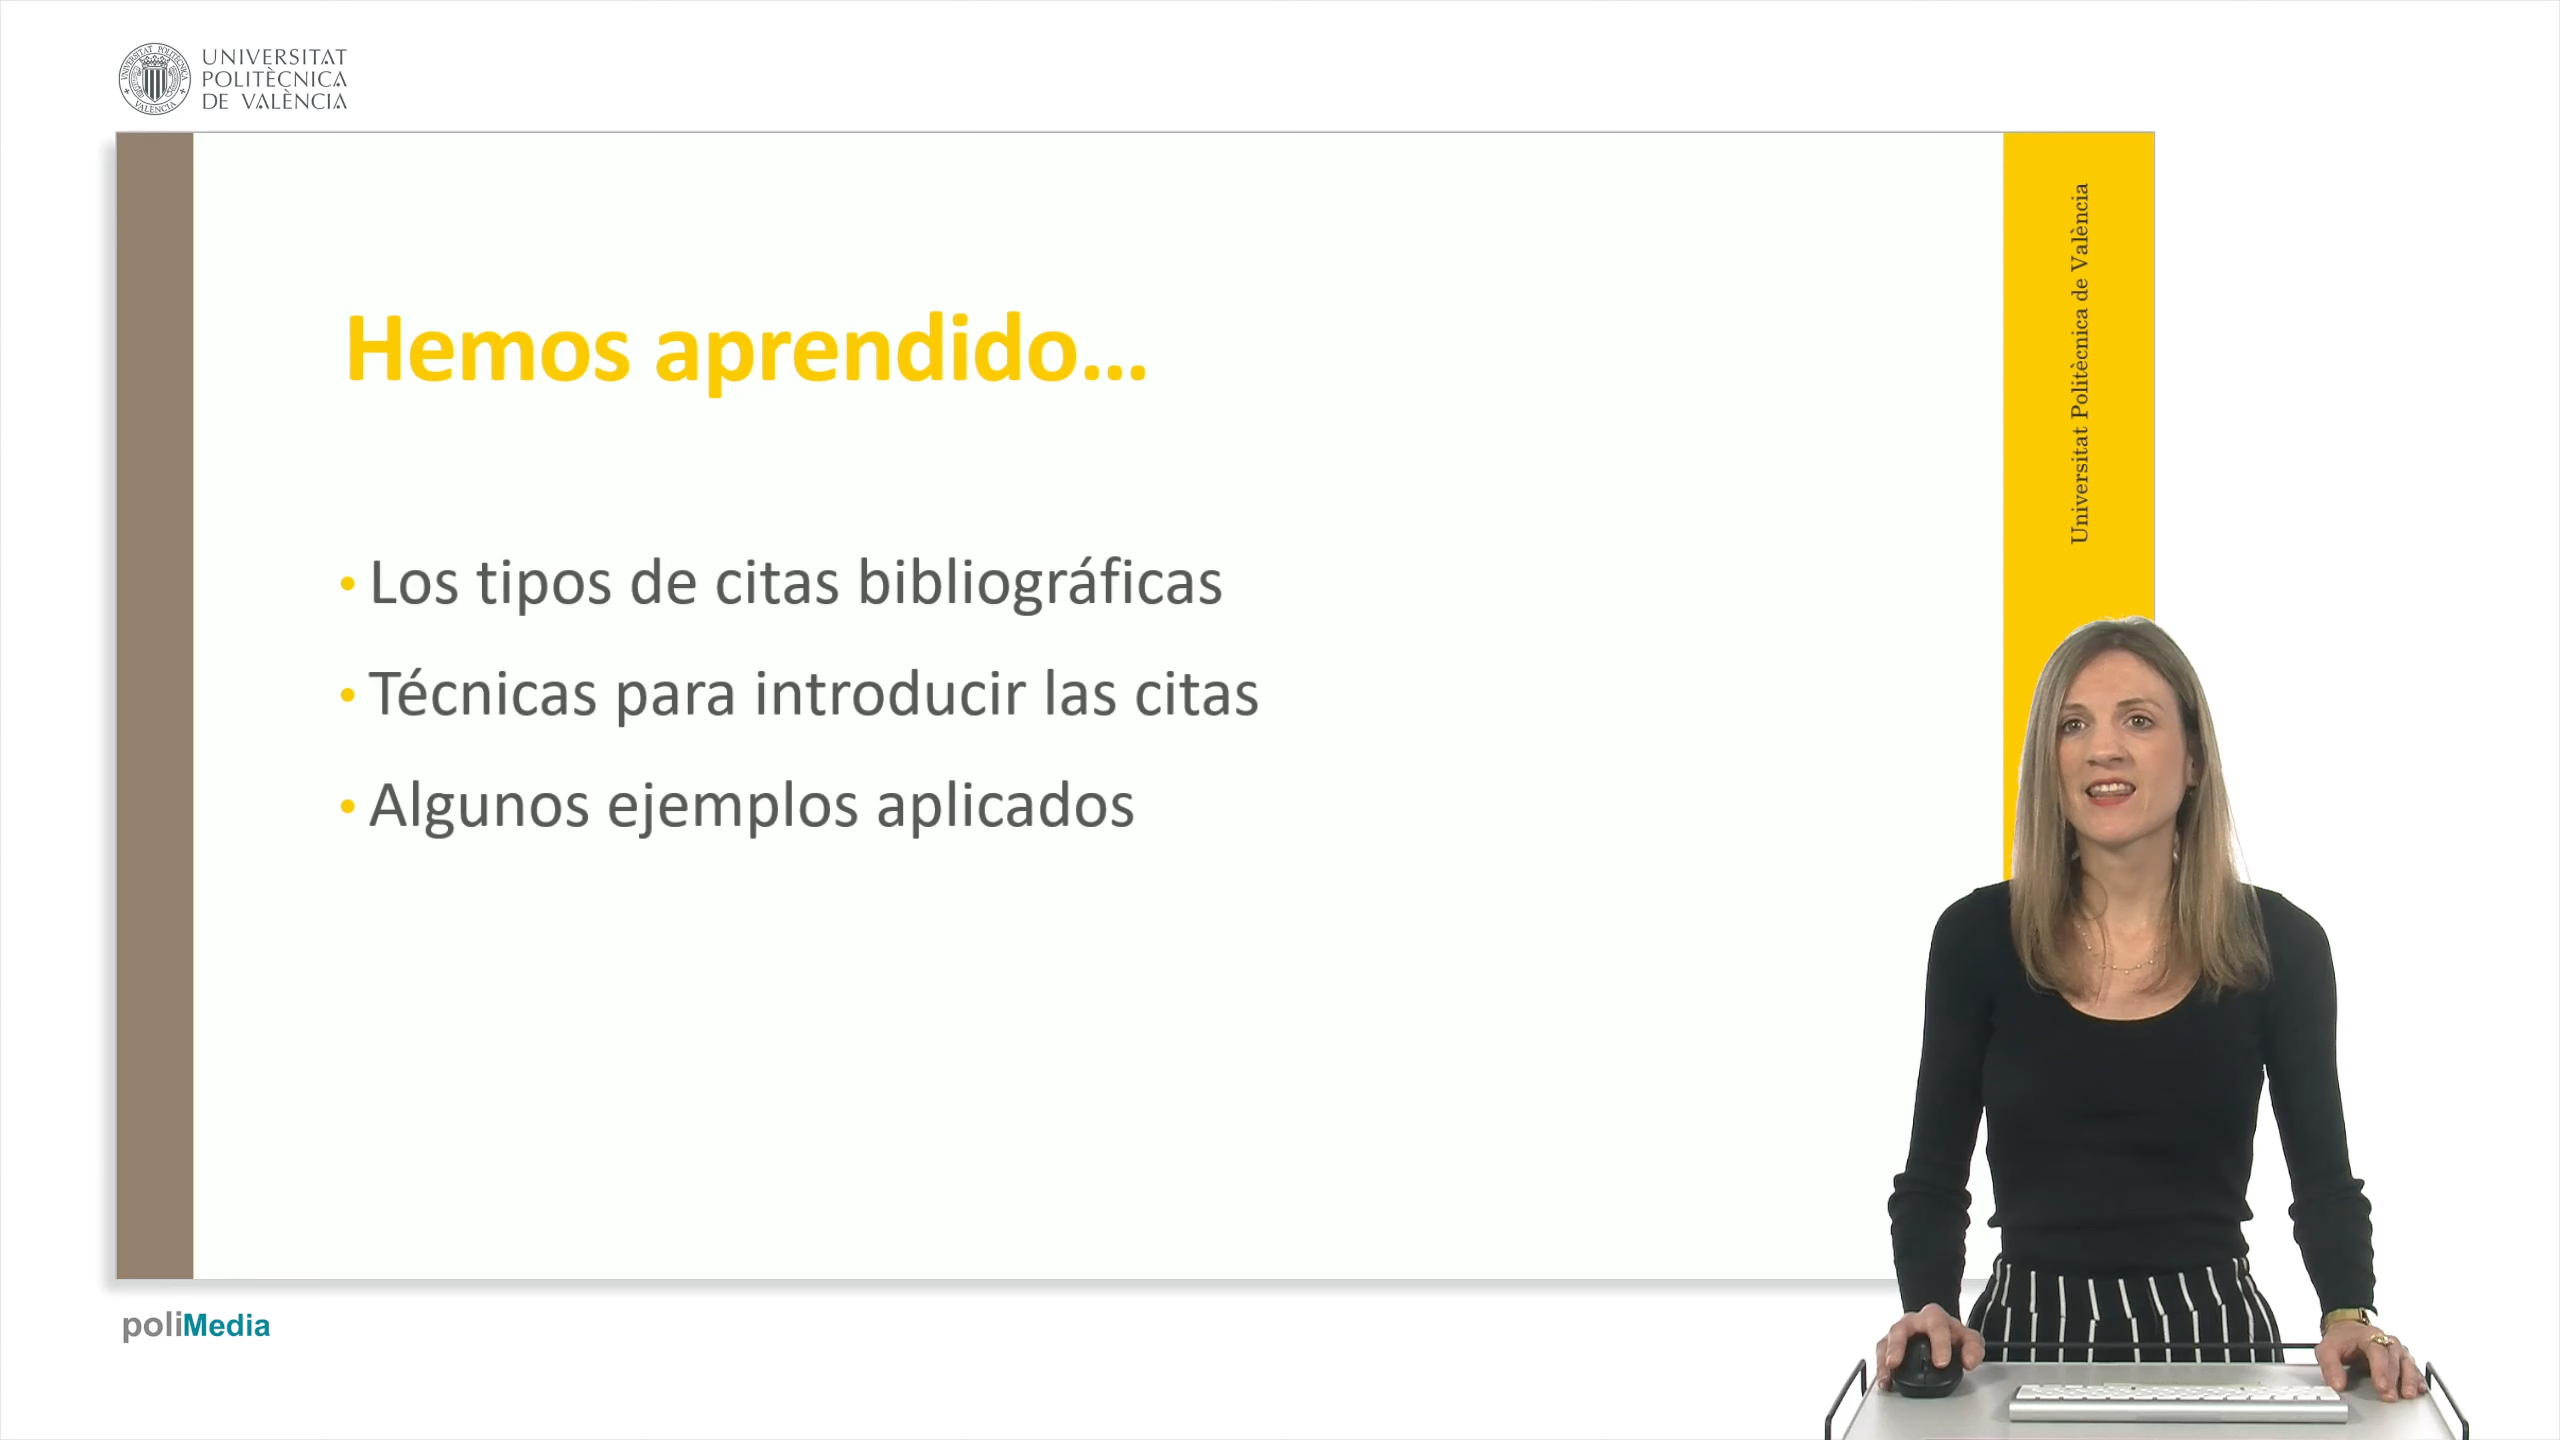 UNIVERSITAT
POLITÈCNICA
DE VALÈNCIA
Universitat Politècnica de València
Hemos aprendido...
• Los tipos de citas bibliográficas
• Técnicas para introducir las citas
• Algunos ejemplos aplicados
poliMedia